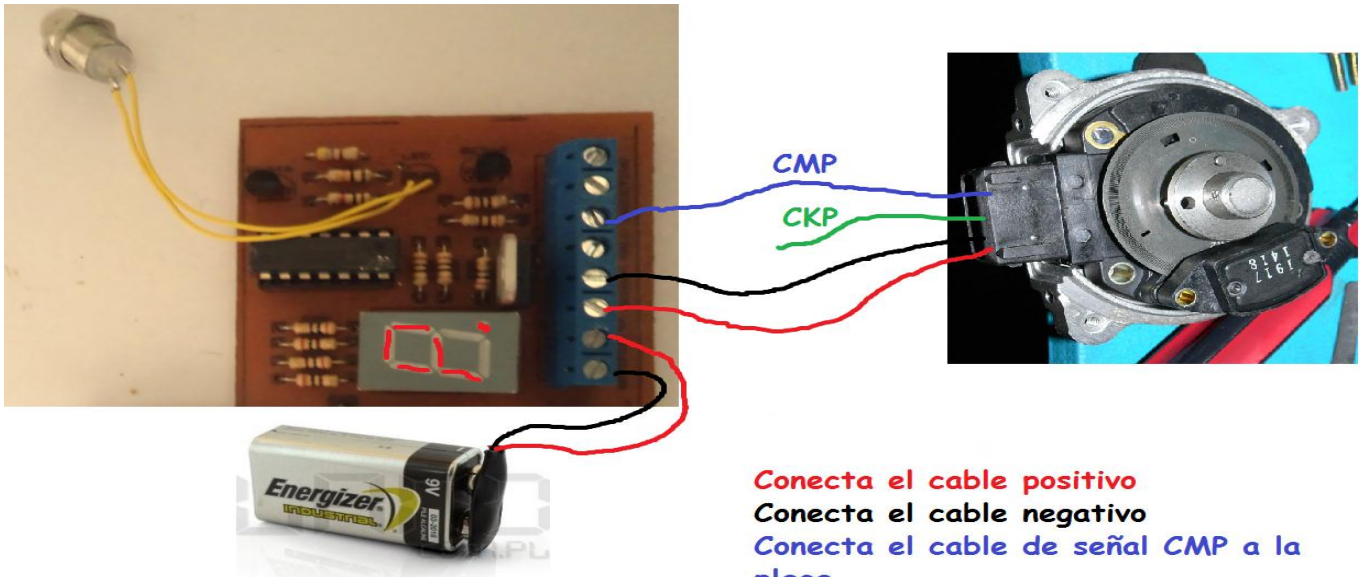 CMP
CKP
1917
1418
Energizer
INDUSTRIAL
9V
Conecta el cable positivo
Conecta el cable negativo
Conecta el cable de señal CMP a la